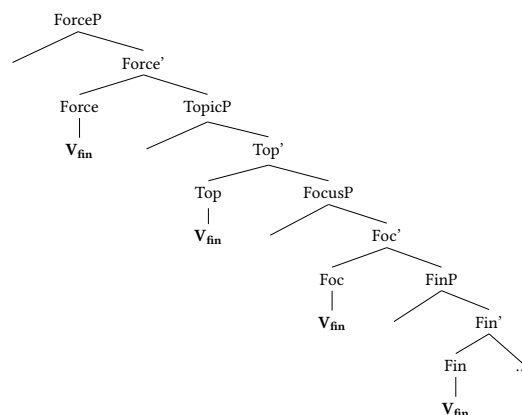 ForceP
Force’
Force TopicP
V_fin Top’
Top FocusP
V_fin Foc’
Foc FinP
V_fin Fin’
Fin ..
V_fin